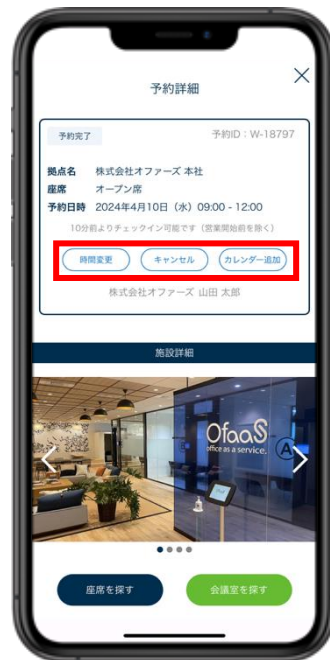 予約詳細
予約完了
予約ID：W-18797
拠点名 株式会社オファーズ 本社
座席 オープン席
予約日時 2024年4月10日（水）09:00 - 12:00
10分前よりチェックイン可能です（営業開始前を除く）
時間変更 キャンセル カレンダー追加
株式会社オファーズ 山田 太郎
施設詳細
OfaaS
office as a service.
A
座席を探す 会議室を探す